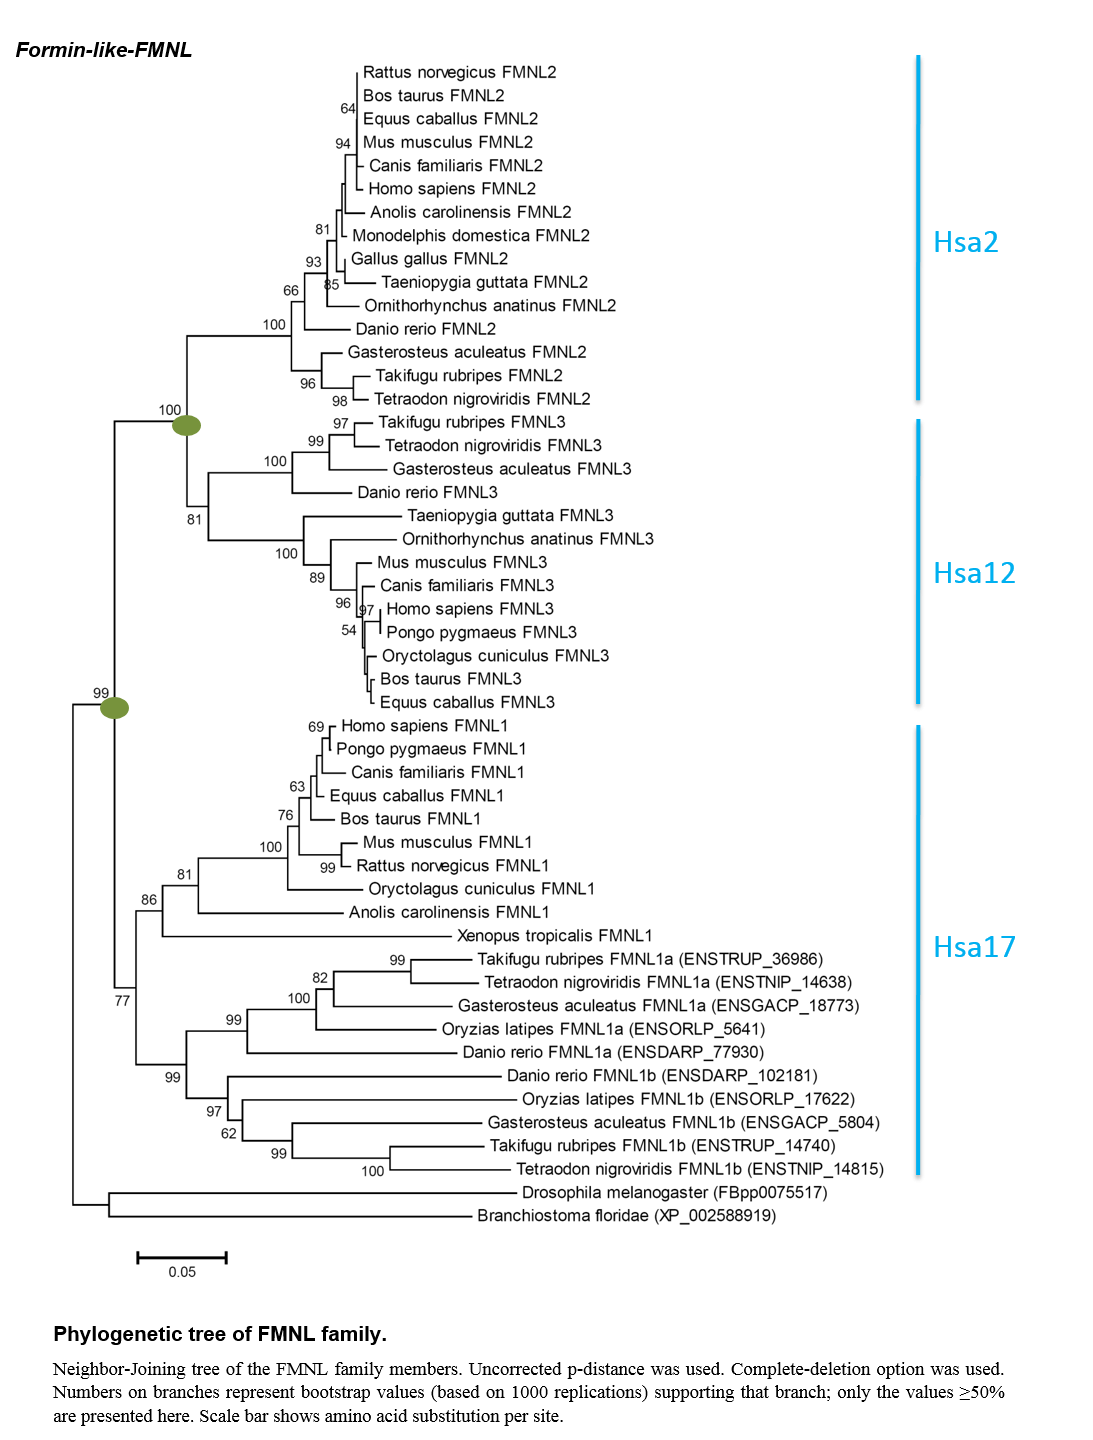 Formin-like-FMNL
Rattus norvegicus FMNL2
Bos taurus FMNL2
64
Equus caballus FMNL2
94
Mus musculus FMNL2
Canis familiaris FMNL2
Homo sapiens FMNL2
Anolis carolinensis FMNL2
81
Monodelphis domestica FMNL2
Hsa2
93
Gallus gallus FMNL2
85
Taeniopygia guttata FMNL2
66
Ornithorhynchus anatinus FMNL2
100
Danio rerio FMNL2
Gasterosteus aculeatus FMNL2
96
Takifugu rubripes FMNL2
98
Tetraodon nigroviridis FMNL2
100
97
Takifugu rubripes FMNL3
99
Tetraodon nigroviridis FMNL3
100
Gasterosteus aculeatus FMNL3
Danio rerio FMNL3
81
Taeniopygia guttata FMNL3
100
Ornithorhynchus anatinus FMNL3
89
Mus musculus FMNL3
Hsa12
Canis familiaris FMNL3
96
97
Homo sapiens FMNL3
54
Pongo pygmaeus FMNL3
Oryctolagus cuniculus FMNL3
Bos taurus FMNL3
99
Equus caballus FMNL3
69
Homo sapiens FMNL1
Pongo pygmaeus FMNL1
Canis familiaris FMNL1
63
Equus caballus FMNL1
76
Bos taurus FMNL1
100
Mus musculus FMNL1
99
Rattus norvegicus FMNL1
81
Oryctolagus cuniculus FMNL1
86
Anolis carolinensis FMNL1
Xenopus tropicalis FMNL1
Hsa17
99
Takifugu rubripes FMNL1a (ENSTRUP_36986)
82
Tetraodon nigroviridis FMNL1a (ENSTNIP_14638)
77
100
Gasterosteus aculeatus FMNL1a (ENSGACP_18773)
99
Oryzias latipes FMNL1a (ENSORLP_5641)
Danio rerio FMNL1a (ENSDARP_77930)
99
Danio rerio FMNL1b (ENSDARP_102181)
97
Oryzias latipes FMNL1b (ENSORLP_17622)
62
Gasterosteus aculeatus FMNL1b (ENSGACP_5804)
99
Takifugu rubripes FMNL1b (ENSTRUP_14740)
100
Tetraodon nigroviridis FMNL1b (ENSTNIP_14815)
Drosophila melanogaster (FBpp0075517)
Branchiostoma floridae (XP_002588919)
0.05
Phylogenetic tree of FMNL family.
Neighbor-Joining tree of the FMNL family members. Uncorrected p-distance was used. Complete-deletion option was used.
Numbers on branches represent bootstrap values (based on 1000 replications) supporting that branch; only the values ≥50%
are presented here. Scale bar shows amino acid substitution per site.